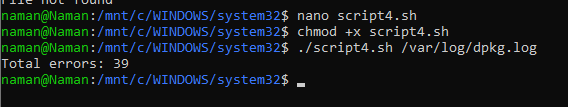 File not found
naman@Naman:/mnt/c/WINDOWS/system32$ nano script4.sh
naman@Naman:/mnt/c/WINDOWS/system32$ chmod +x script4.sh
naman@Naman:/mnt/c/WINDOWS/system32$ ./script4.sh /var/log/dpkg.log
Total errors: 39
naman@Naman:/mnt/c/WINDOWS/system32$